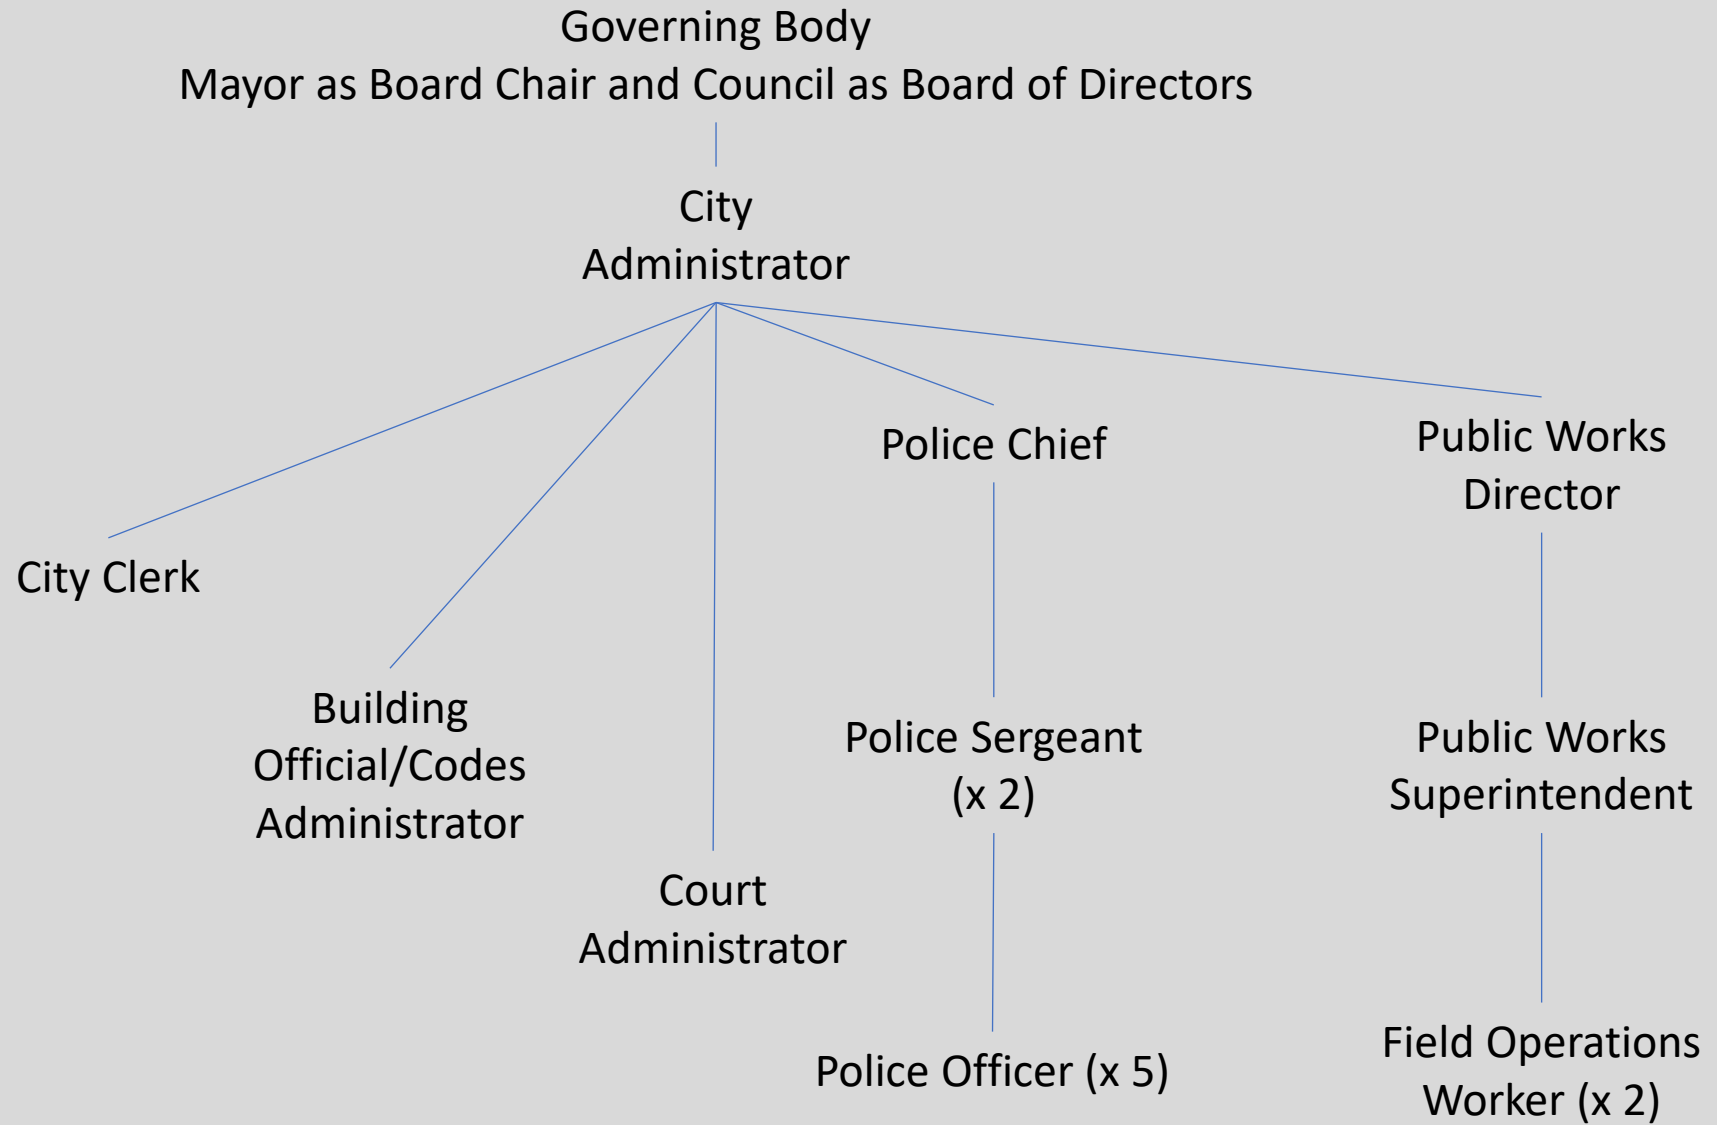 Governing Body
Mayor as Board Chair and Council as Board of Directors
City
Administrator
City Clerk
Building
Official/Codes
Administrator
Court
Administrator
Police Chief
Police Sergeant
(x 2)
Police Officer (x 5)
Public Works
Director
Public Works
Superintendent
Field Operations
Worker (x 2)